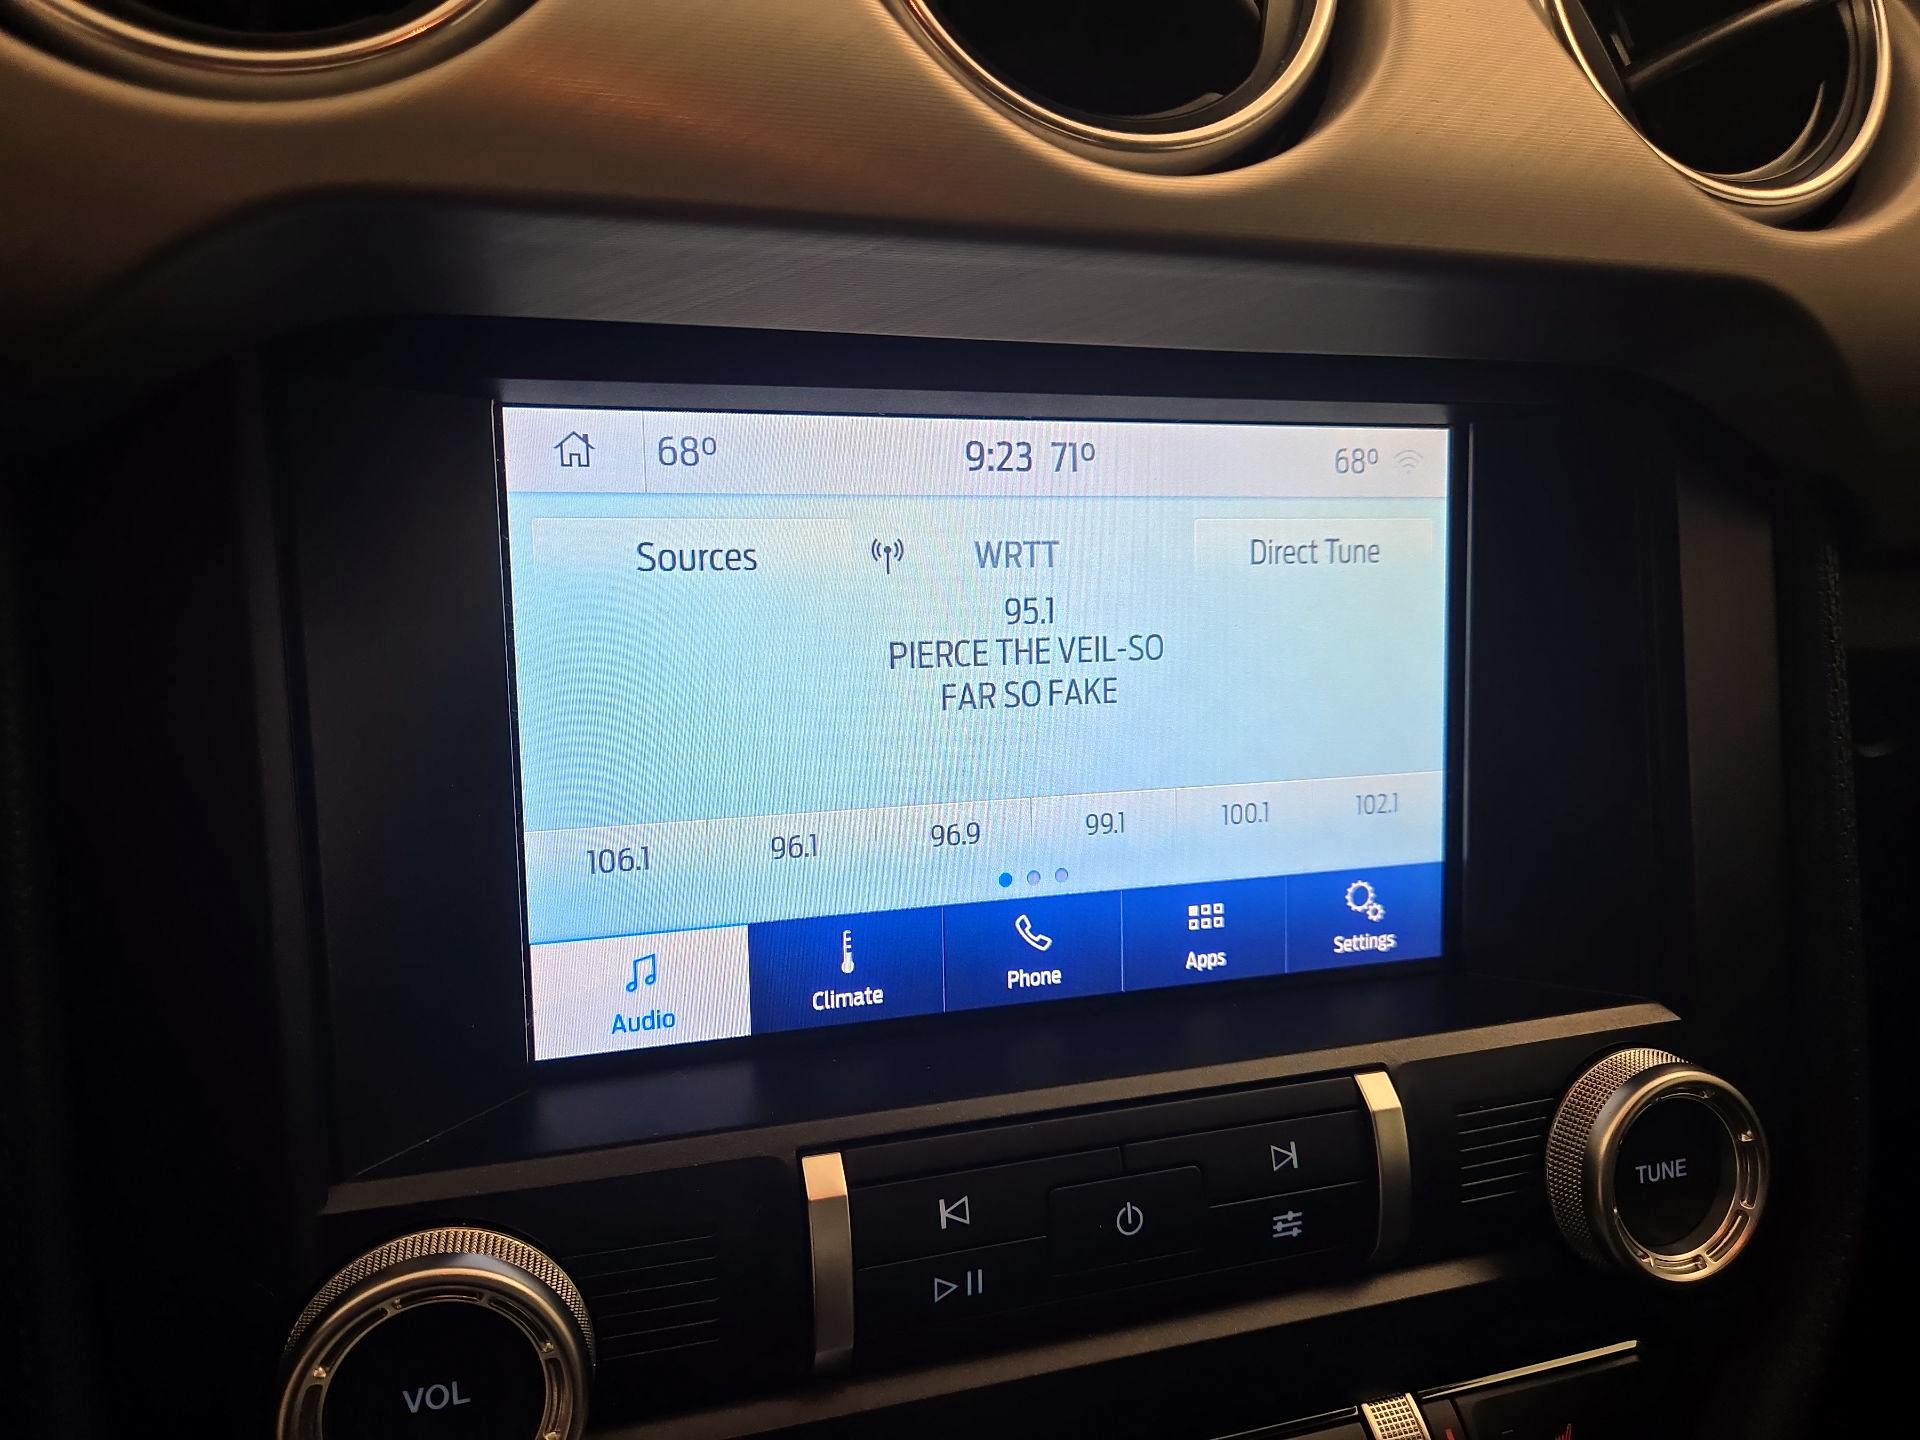 68° 9:23 71° 68°
Sources WRTT Direct Tune
95.1
PIERCE THE VEIL-SO
FAR SO FAKE
106.1 96.1 96.9 99.1 100.1 102.1
Audio Climate Phone Apps Settings
TUNE
VOL